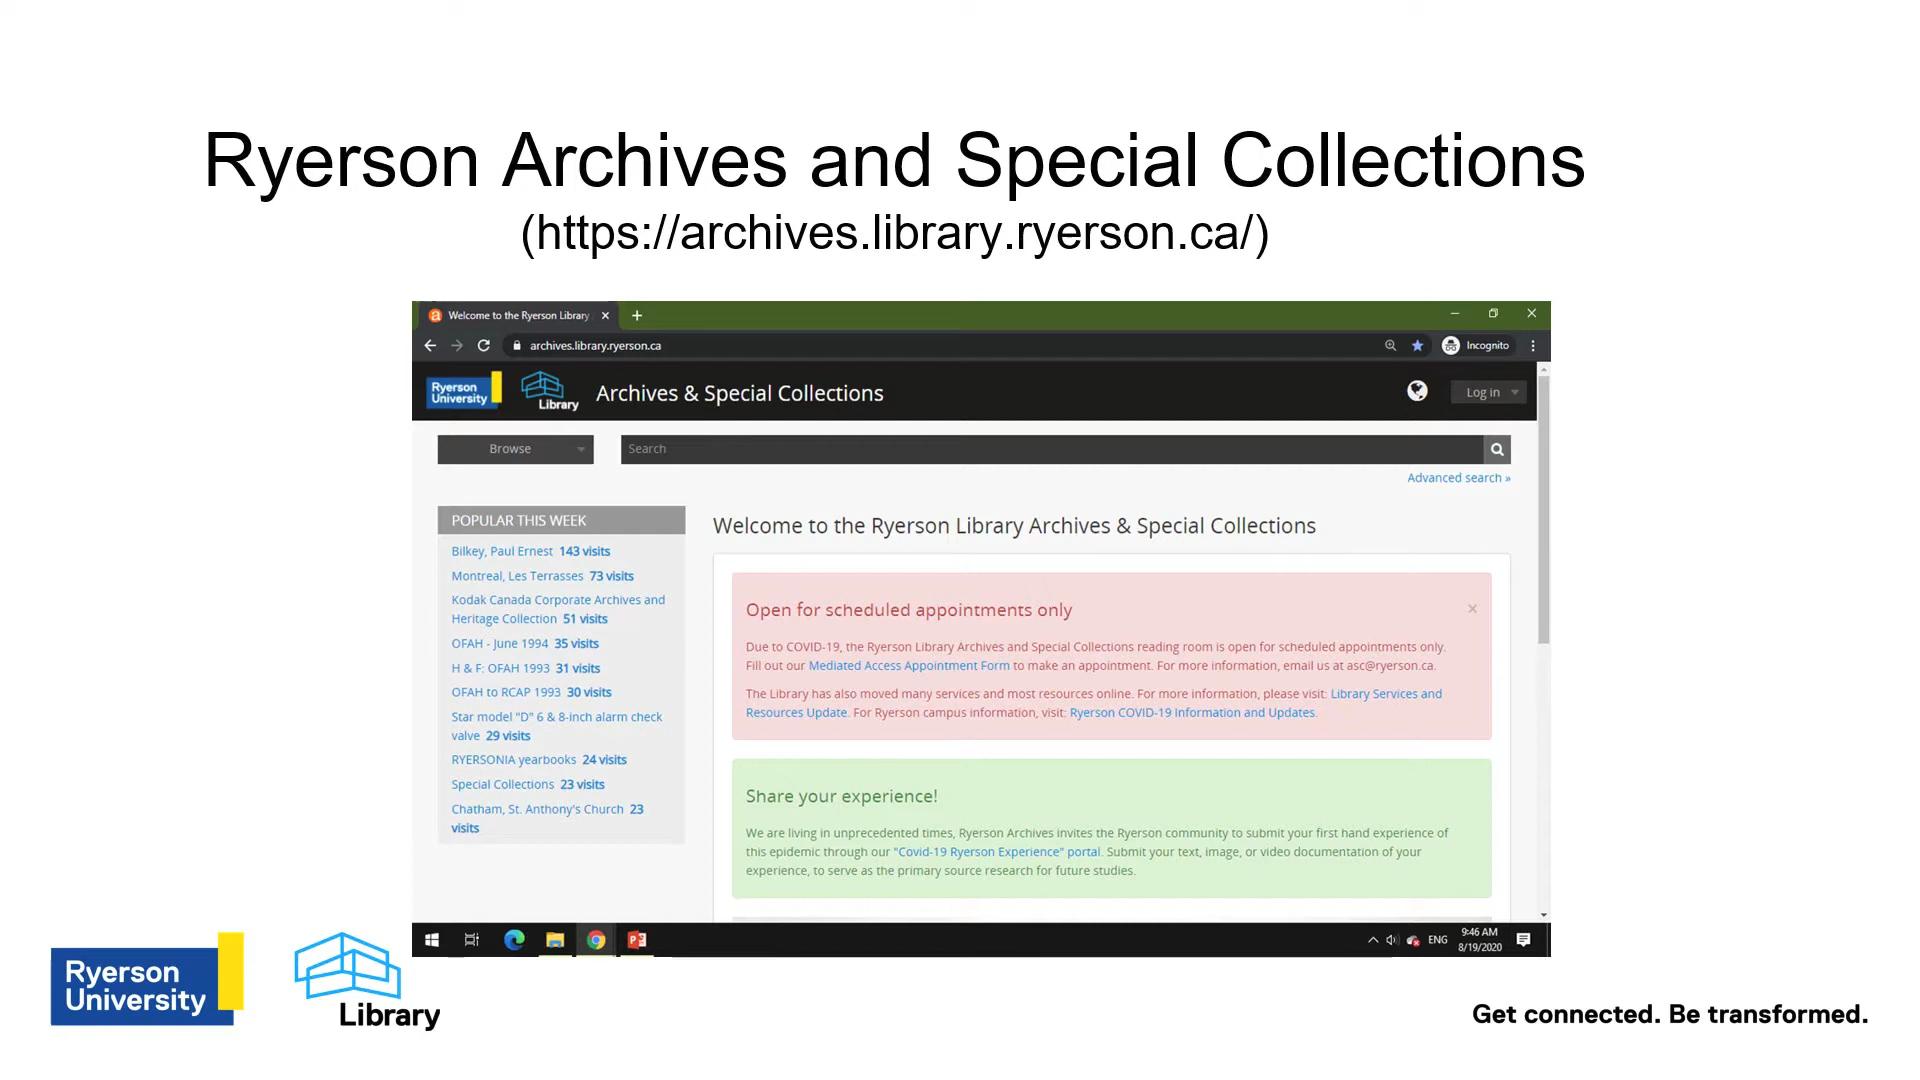 Ryerson Archives and Special Collections
(https://archives.library.ryerson.ca/)
Welcome to the Ryerson Library
archives.library.ryerson.ca
Incognito
Ryerson
University
Library
Archives & Special Collections
Log in
Browse
Search
Advanced search »
POPULAR THIS WEEK
Bilkey, Paul Ernest 143 visits
Montreal, Les Terrasses 73 visits
Kodak Canada Corporate Archives and
Heritage Collection 51 visits
OFAH - June 1994 35 visits
H & F: OFAH 1993 31 visits
OFAH to RCAP 1993 30 visits
Star model "D" 6 & 8-inch alarm check
valve 29 visits
RYERSONIA yearbooks 24 visits
Special Collections 23 visits
Chatham, St. Anthony's Church 23
visits
Welcome to the Ryerson Library Archives & Special Collections
Open for scheduled appointments only
Due to COVID-19, the Ryerson Library Archives and Special Collections reading room is open for scheduled appointments only.
Fill out our Mediated Access Appointment Form to make an appointment. For more information, email us at asc@ryerson.ca.
The Library has also moved many services and most resources online. For more information, please visit: Library Services and
Resources Update. For Ryerson campus information, visit: Ryerson COVID-19 Information and Updates.
Share your experience!
We are living in unprecedented times, Ryerson Archives invites the Ryerson community to submit your first hand experience of
this epidemic through our "Covid-19 Ryerson Experience" portal. Submit your text, image, or video documentation of your
experience, to serve as the primary source research for future studies.
ENG
9:46 AM
8/19/2020
Ryerson
University
Library
Get connected. Be transformed.